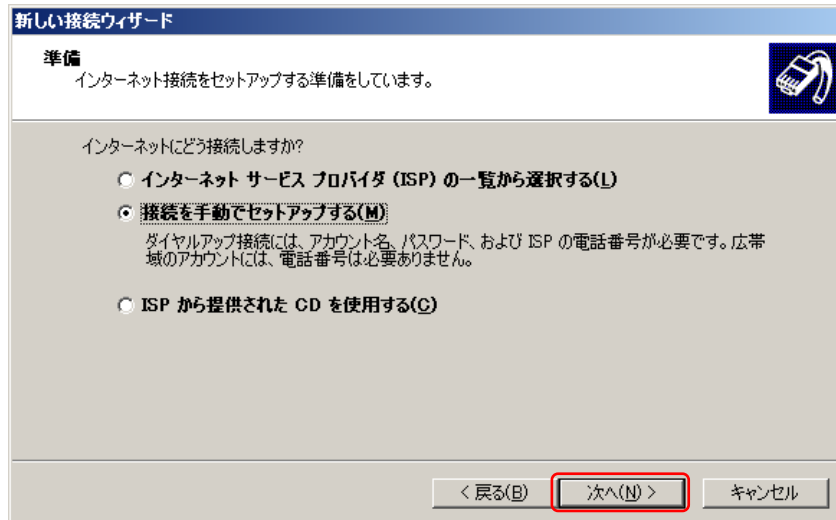 新しい接続ウィザード
準備
インターネット接続をセットアップする準備をしています。
インターネットにどう接続しますか?
インターネット サービス プロバイダ (ISP) の一覧から選択する(L)
接続を手動でセットアップする(M)
ダイヤルアップ接続には、アカウント名、パスワード、および ISP の電話番号が必要です。広帯
域のアカウントには、電話番号は必要ありません。
ISP から提供された CD を使用する(C)
< 戻る(B)
次へ(N) >
キャンセル